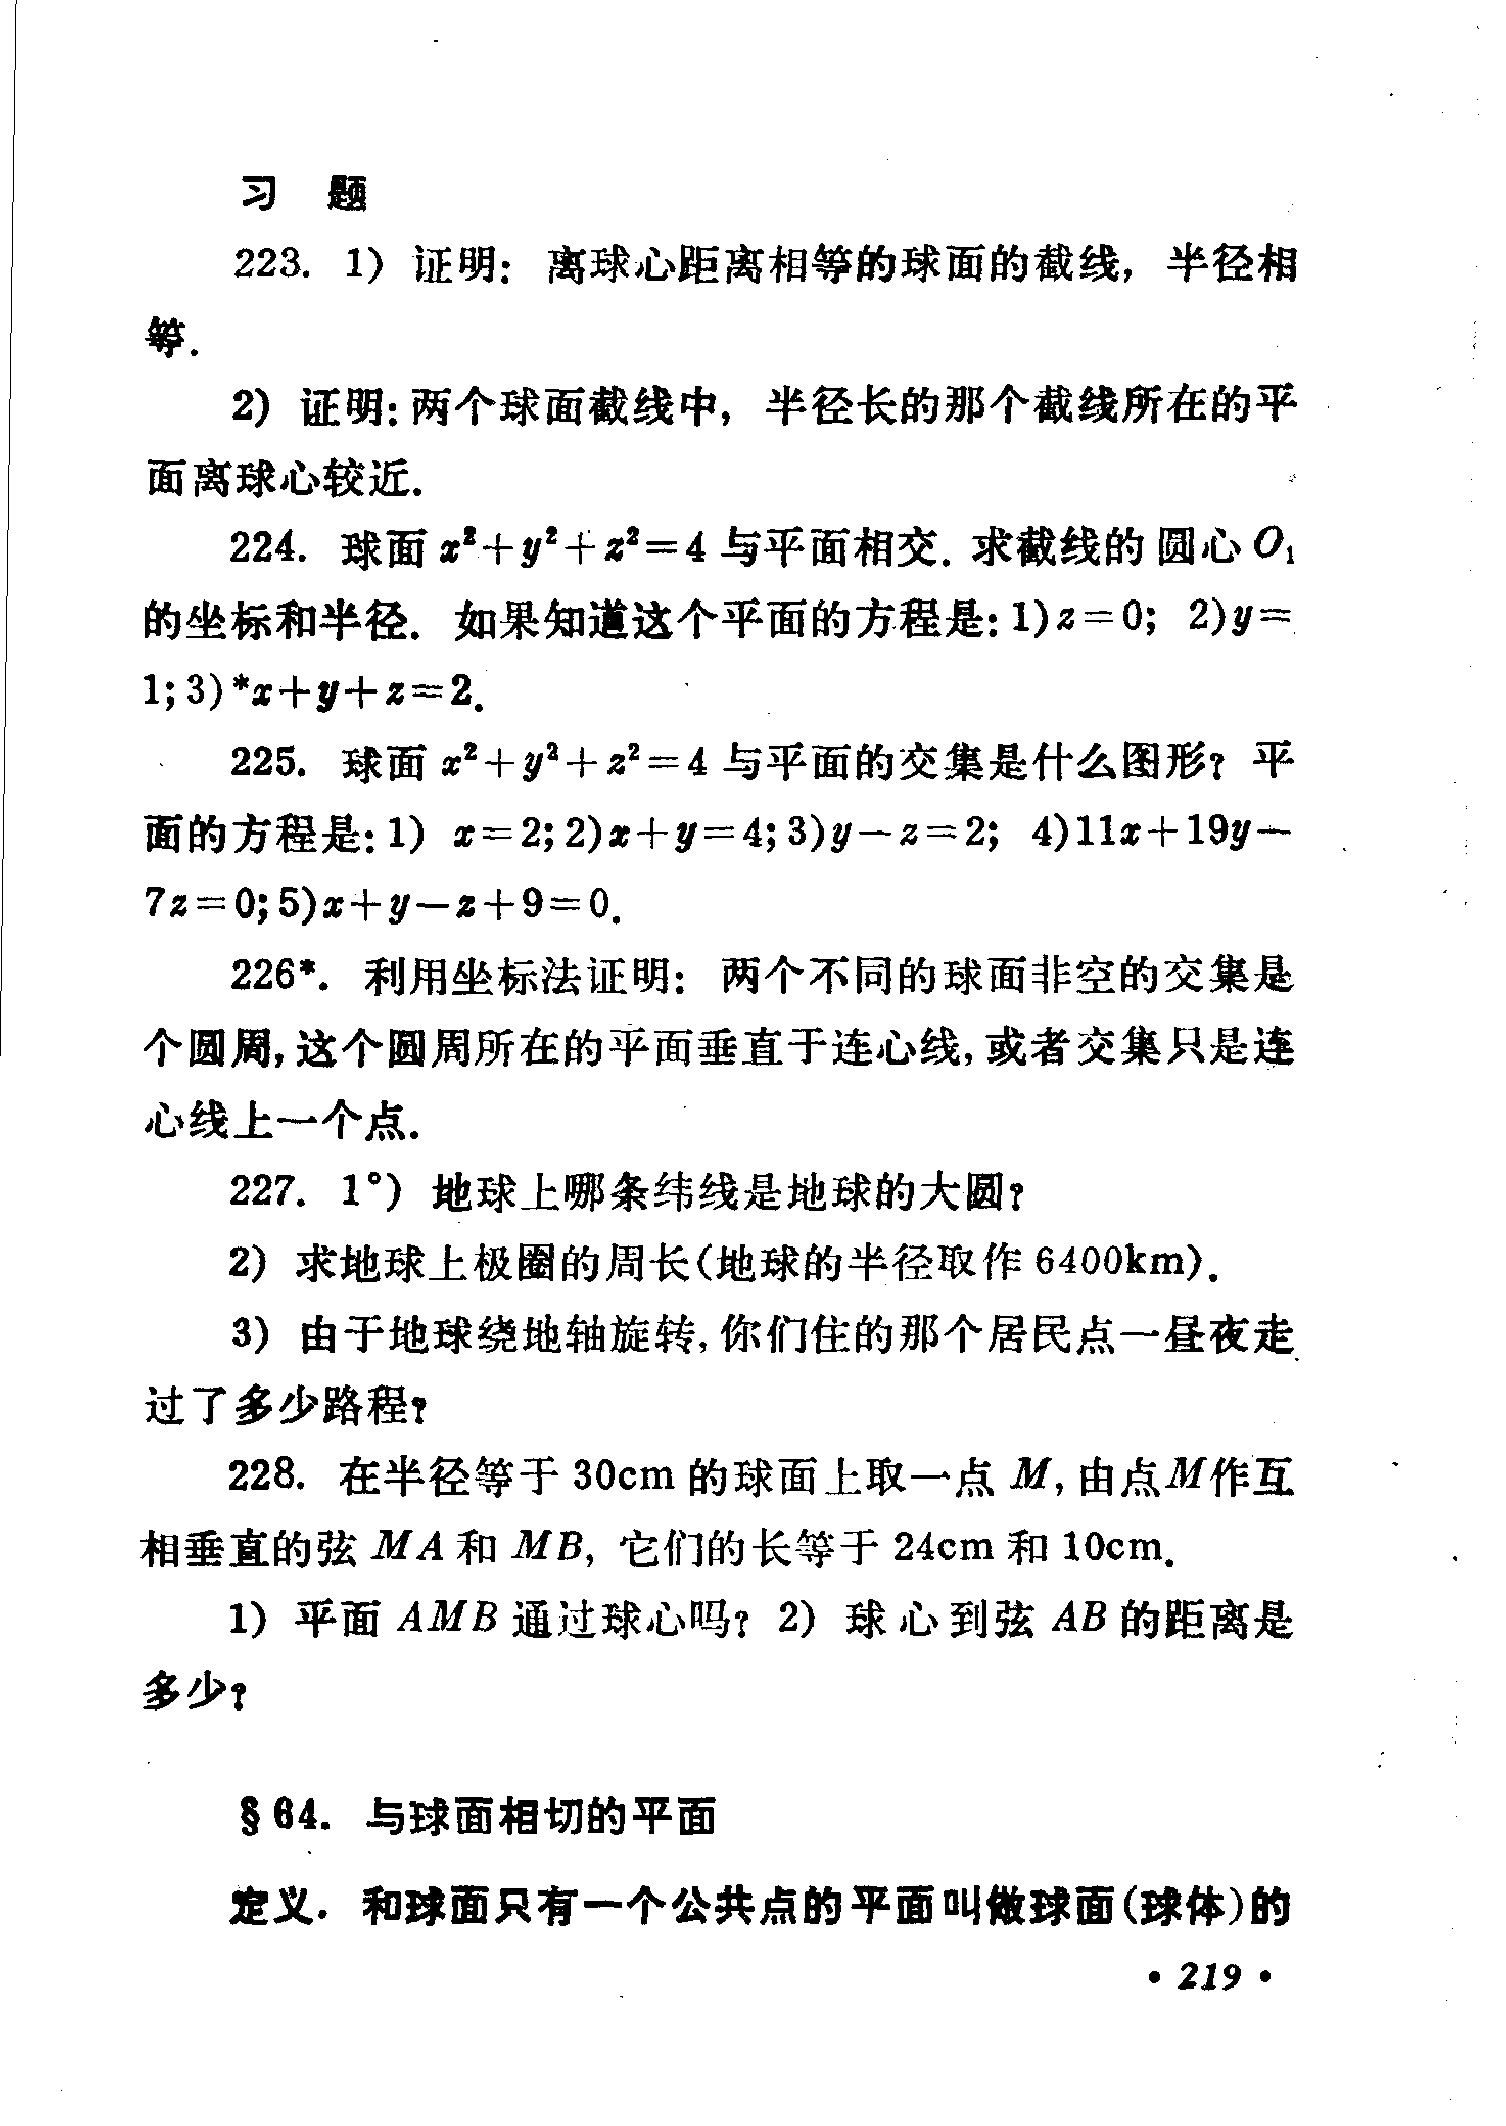 习 题
223. 1) 证明: 离球心距离相等的球面的截线, 半径相
等.
2) 证明:两个球面截线中, 半径长的那个截线所在的平
面离球心较近.
224. 球面 x²+y²+z²=4 与平面相交. 求截线的圆心 O₁
的坐标和半径. 如果知道这个平面的方程是:1)z=0; 2)y=
1;3)*x+y+z=2.
225. 球面 x²+y²+z²=4 与平面的交集是什么图形? 平
面的方程是:1) x=2;2)x+y=4;3)y-z=2; 4)11x+19y-
7z=0;5)x+y-z+9=0.
226*. 利用坐标法证明: 两个不同的球面非空的交集是
个圆周,这个圆周所在的平面垂直于连心线,或者交集只是连
心线上一个点.
227. 1°) 地球上哪条纬线是地球的大圆?
2) 求地球上极圈的周长(地球的半径取作 6400km).
3) 由于地球绕地轴旋转,你们住的那个居民点一昼夜走
过了多少路程?
228. 在半径等于 30cm 的球面上取一点 M, 由点M作互
相垂直的弦 MA 和 MB, 它们的长等于 24cm 和 10cm.
1) 平面 AMB 通过球心吗? 2) 球心到弦 AB 的距离是
多少?
§64. 与球面相切的平面
定义. 和球面只有一个公共点的平面叫做球面(球体)的
• 219 •